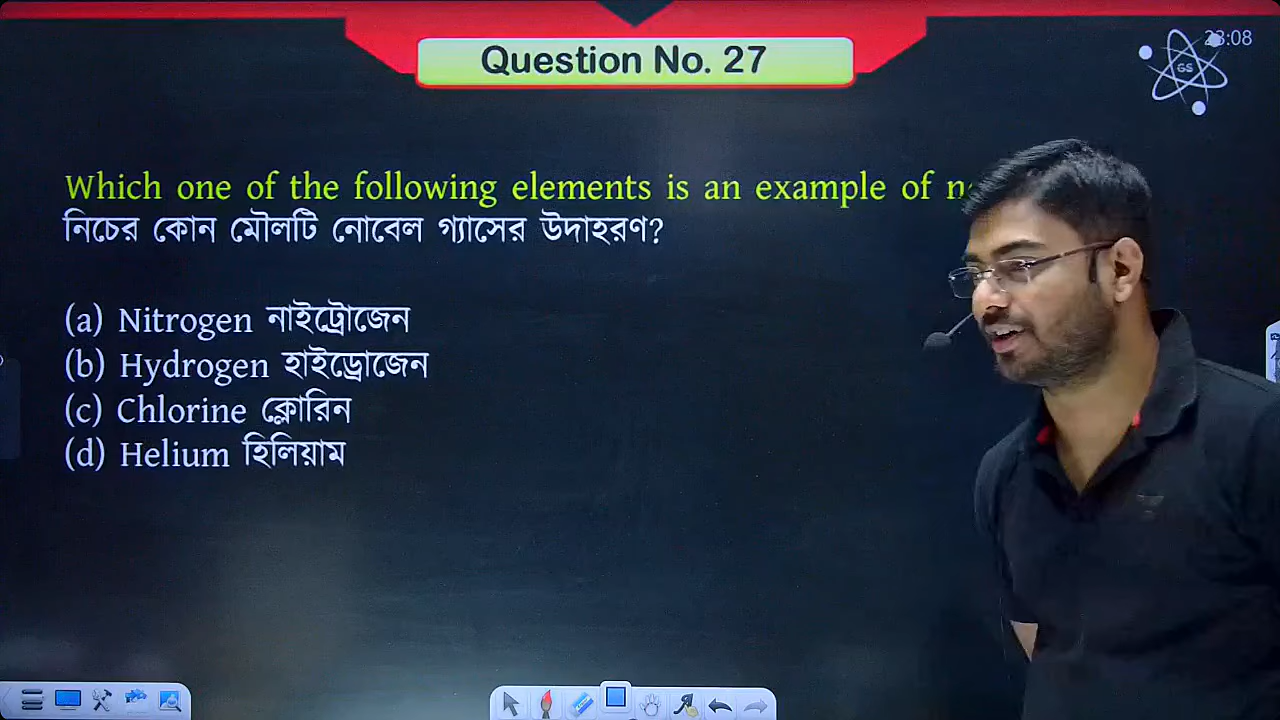 Question No. 27
23:08
GS
Which one of the following elements is an example of
নিচের কোন মৌলটি নোবেল গ্যাসের উদাহরণ?
(a) Nitrogen নাইট্রোজেন
(b) Hydrogen হাইড্রোজেন
(c) Chlorine ক্লোরিন
(d) Helium হিলিয়াম